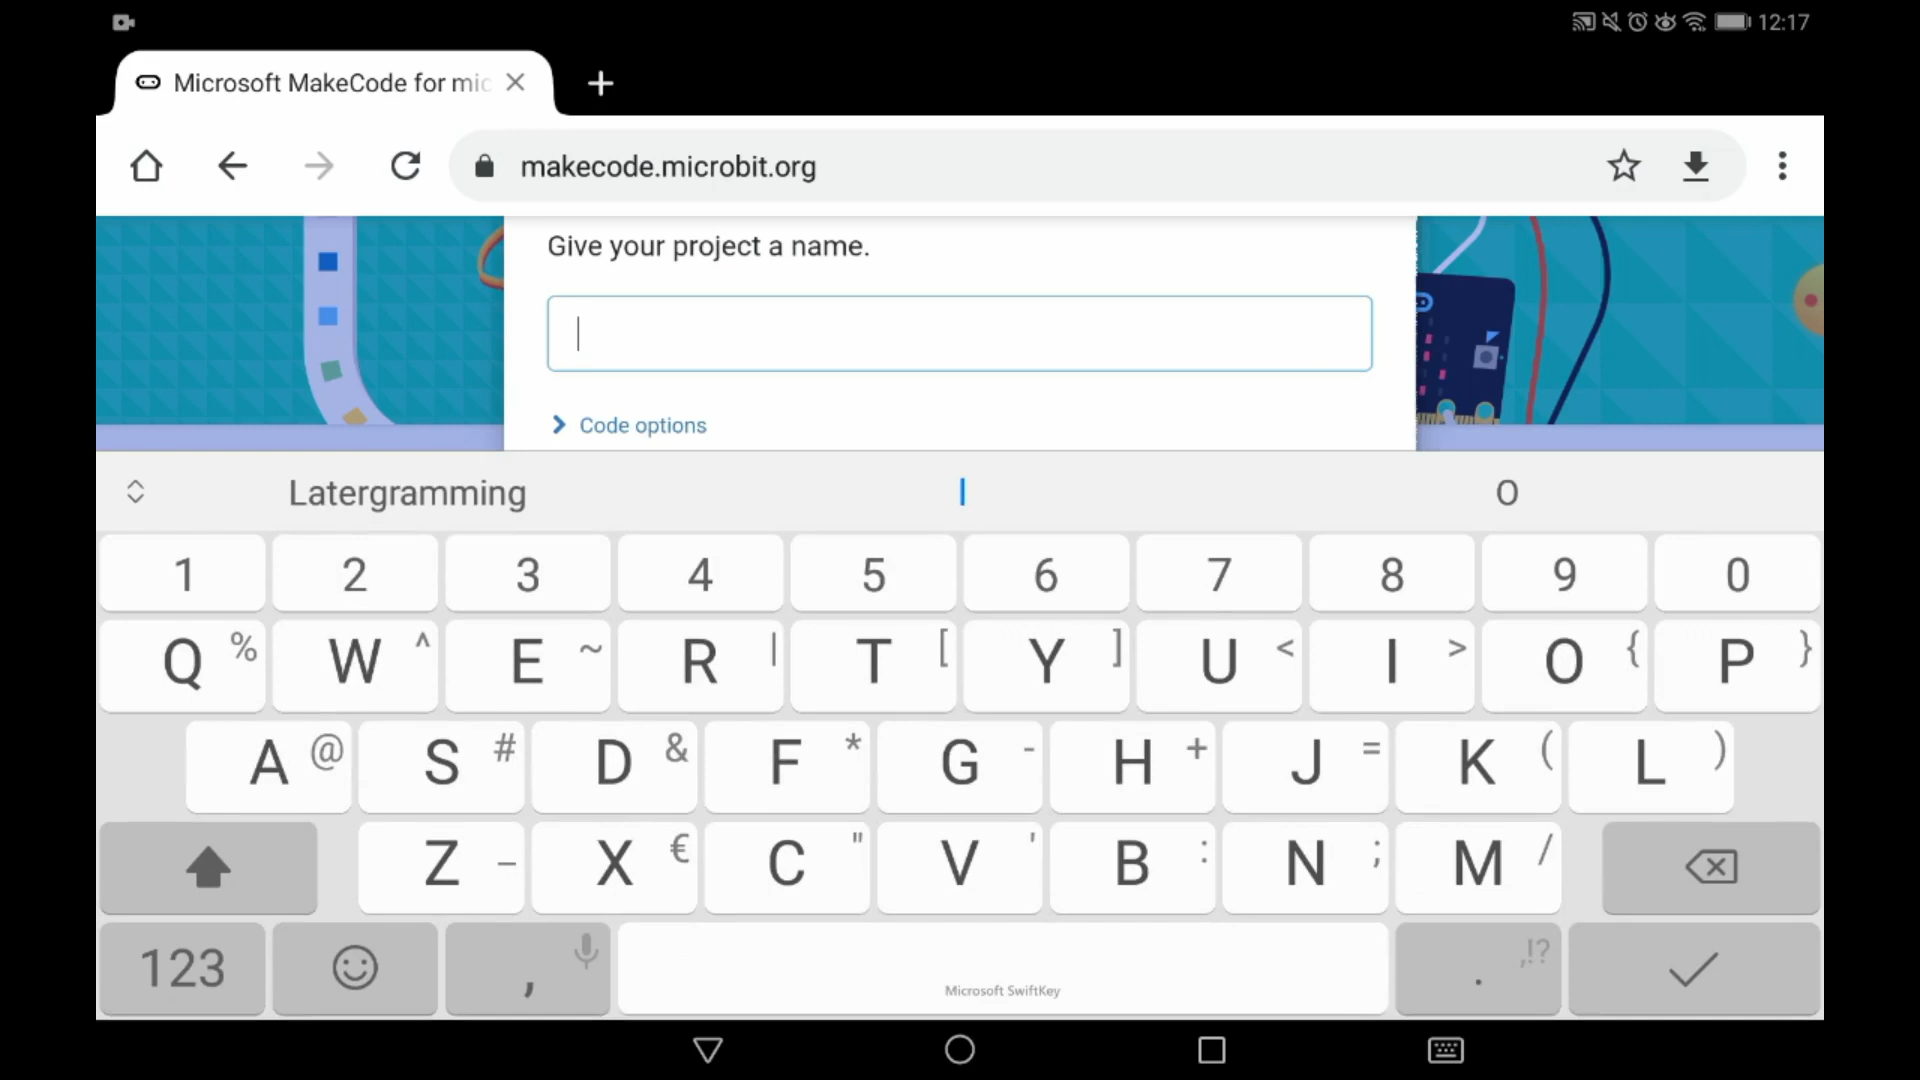 12:17
Microsoft MakeCode for mic
makecode.microbit.org
Give your project a name.
Code options
Latergramming I O
1 2 3 4 5 6 7 8 9 0
Q % W ^ E ~ R | T [ Y ] U < I > O { P }
A @ S # D & F * G - H + J = K ( L )
Z _ X € C " V ' B : N ; M /
123 , . ,!?
Microsoft SwiftKey